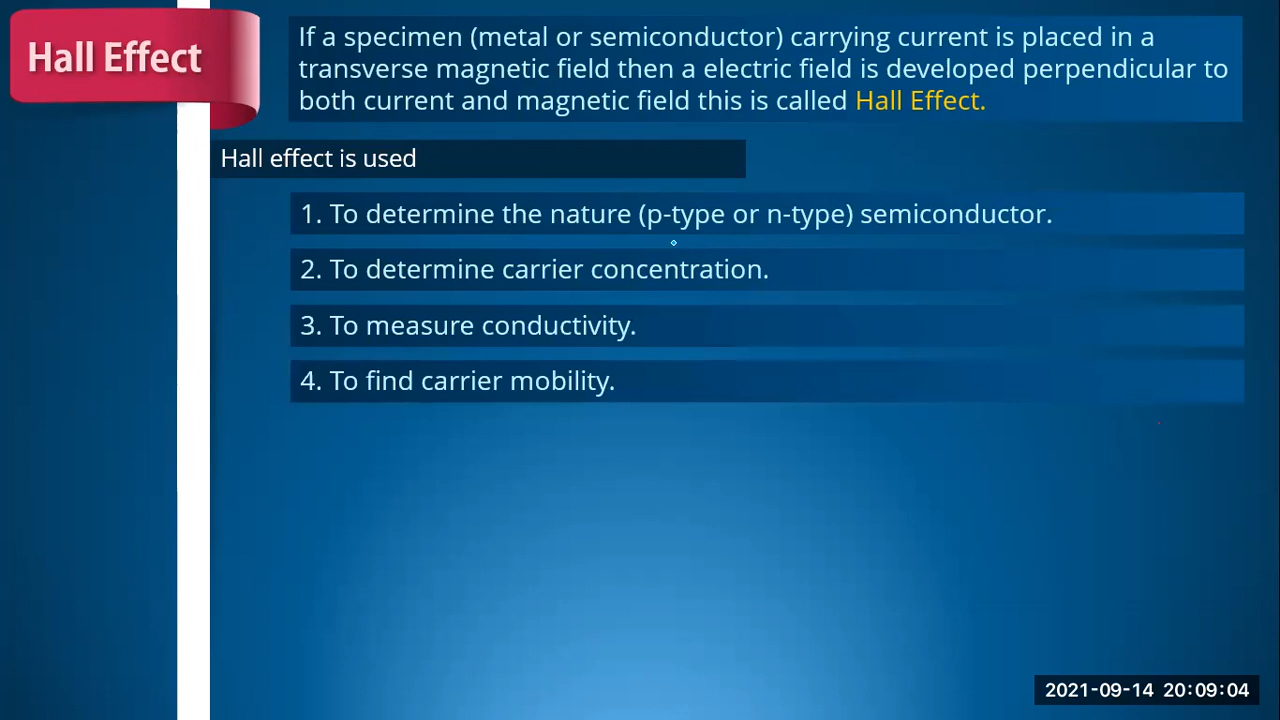 Hall Effect
If a specimen (metal or semiconductor) carrying current is placed in a
transverse magnetic field then a electric field is developed perpendicular to
both current and magnetic field this is called Hall Effect.
Hall effect is used
1. To determine the nature (p-type or n-type) semiconductor.
2. To determine carrier concentration.
3. To measure conductivity.
4. To find carrier mobility.
2021-09-14 20:09:04